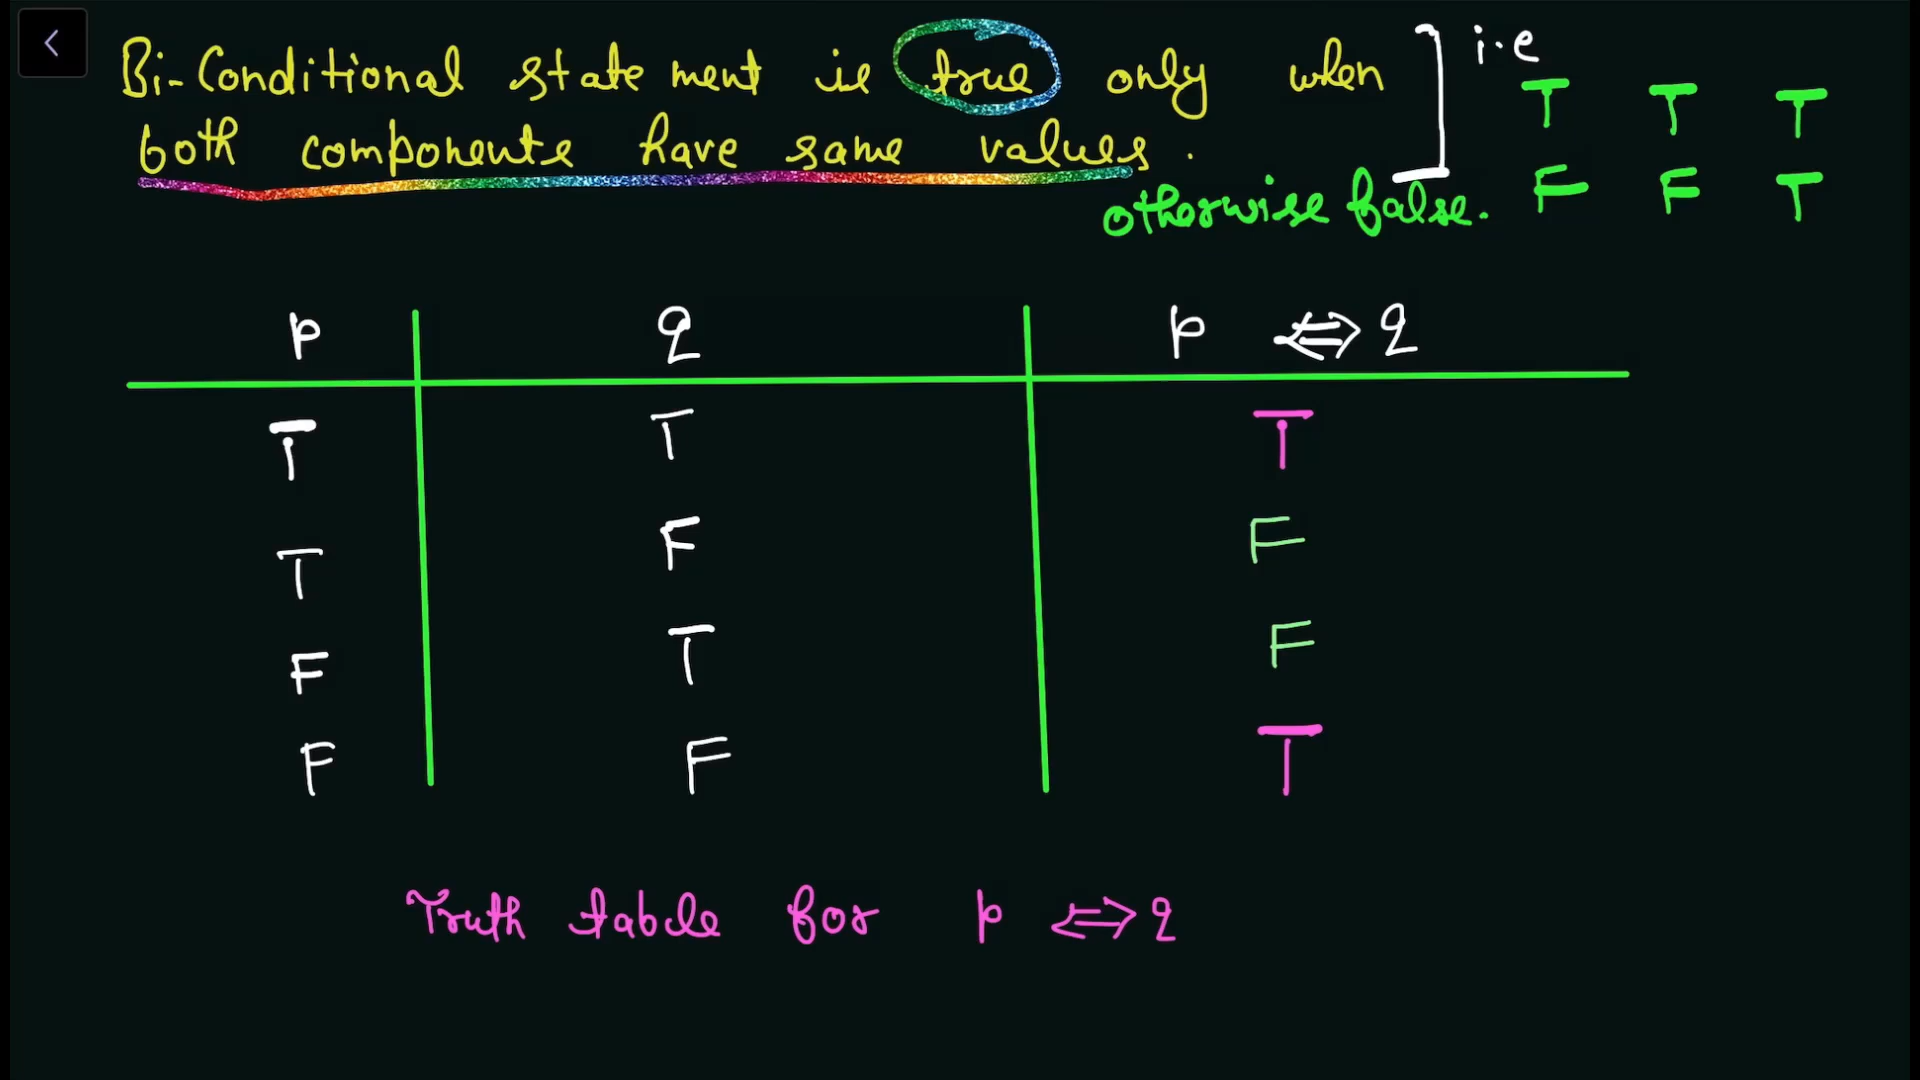 Bi-Conditional statement is true only when
both components have same values.
otherwise false.
i.e
T T T
F F T
p q p ⇔ q
T T T
T F F
F T F
F F T
Truth table for p ⇔ q